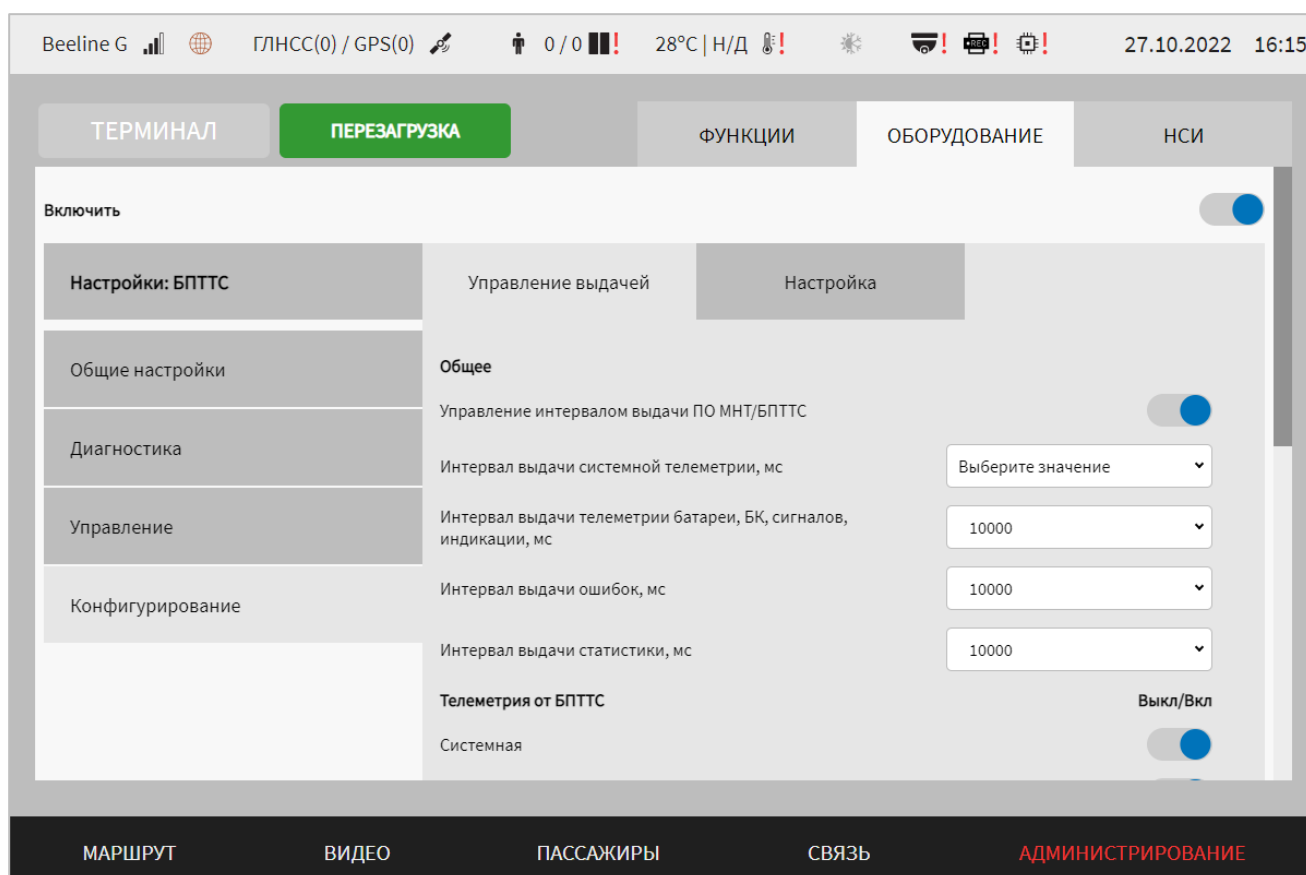 Beeline G ГЛНСС(0) / GPS(0) 0 / 0 ! 28°C | Н/Д ! ! REC ! ! 27.10.2022 16:15
ТЕРМИНАЛ ПЕРЕЗАГРУЗКА ФУНКЦИИ ОБОРУДОВАНИЕ НСИ
Включить
Настройки: БПТТС Управление выдачей Настройка
Общие настройки
Диагностика
Управление
Конфигурирование
Общее
Управление интервалом выдачи ПО МНТ/БПТТС
Интервал выдачи системной телеметрии, мс Выберите значение
Интервал выдачи телеметрии батареи, БК, сигналов,
индикации, мс 10000
Интервал выдачи ошибок, мс 10000
Интервал выдачи статистики, мс 10000
Телеметрия от БПТТС Выкл/Вкл
Системная
МАРШРУТ ВИДЕО ПАССАЖИРЫ СВЯЗЬ АДМИНИСТРИРОВАНИЕ